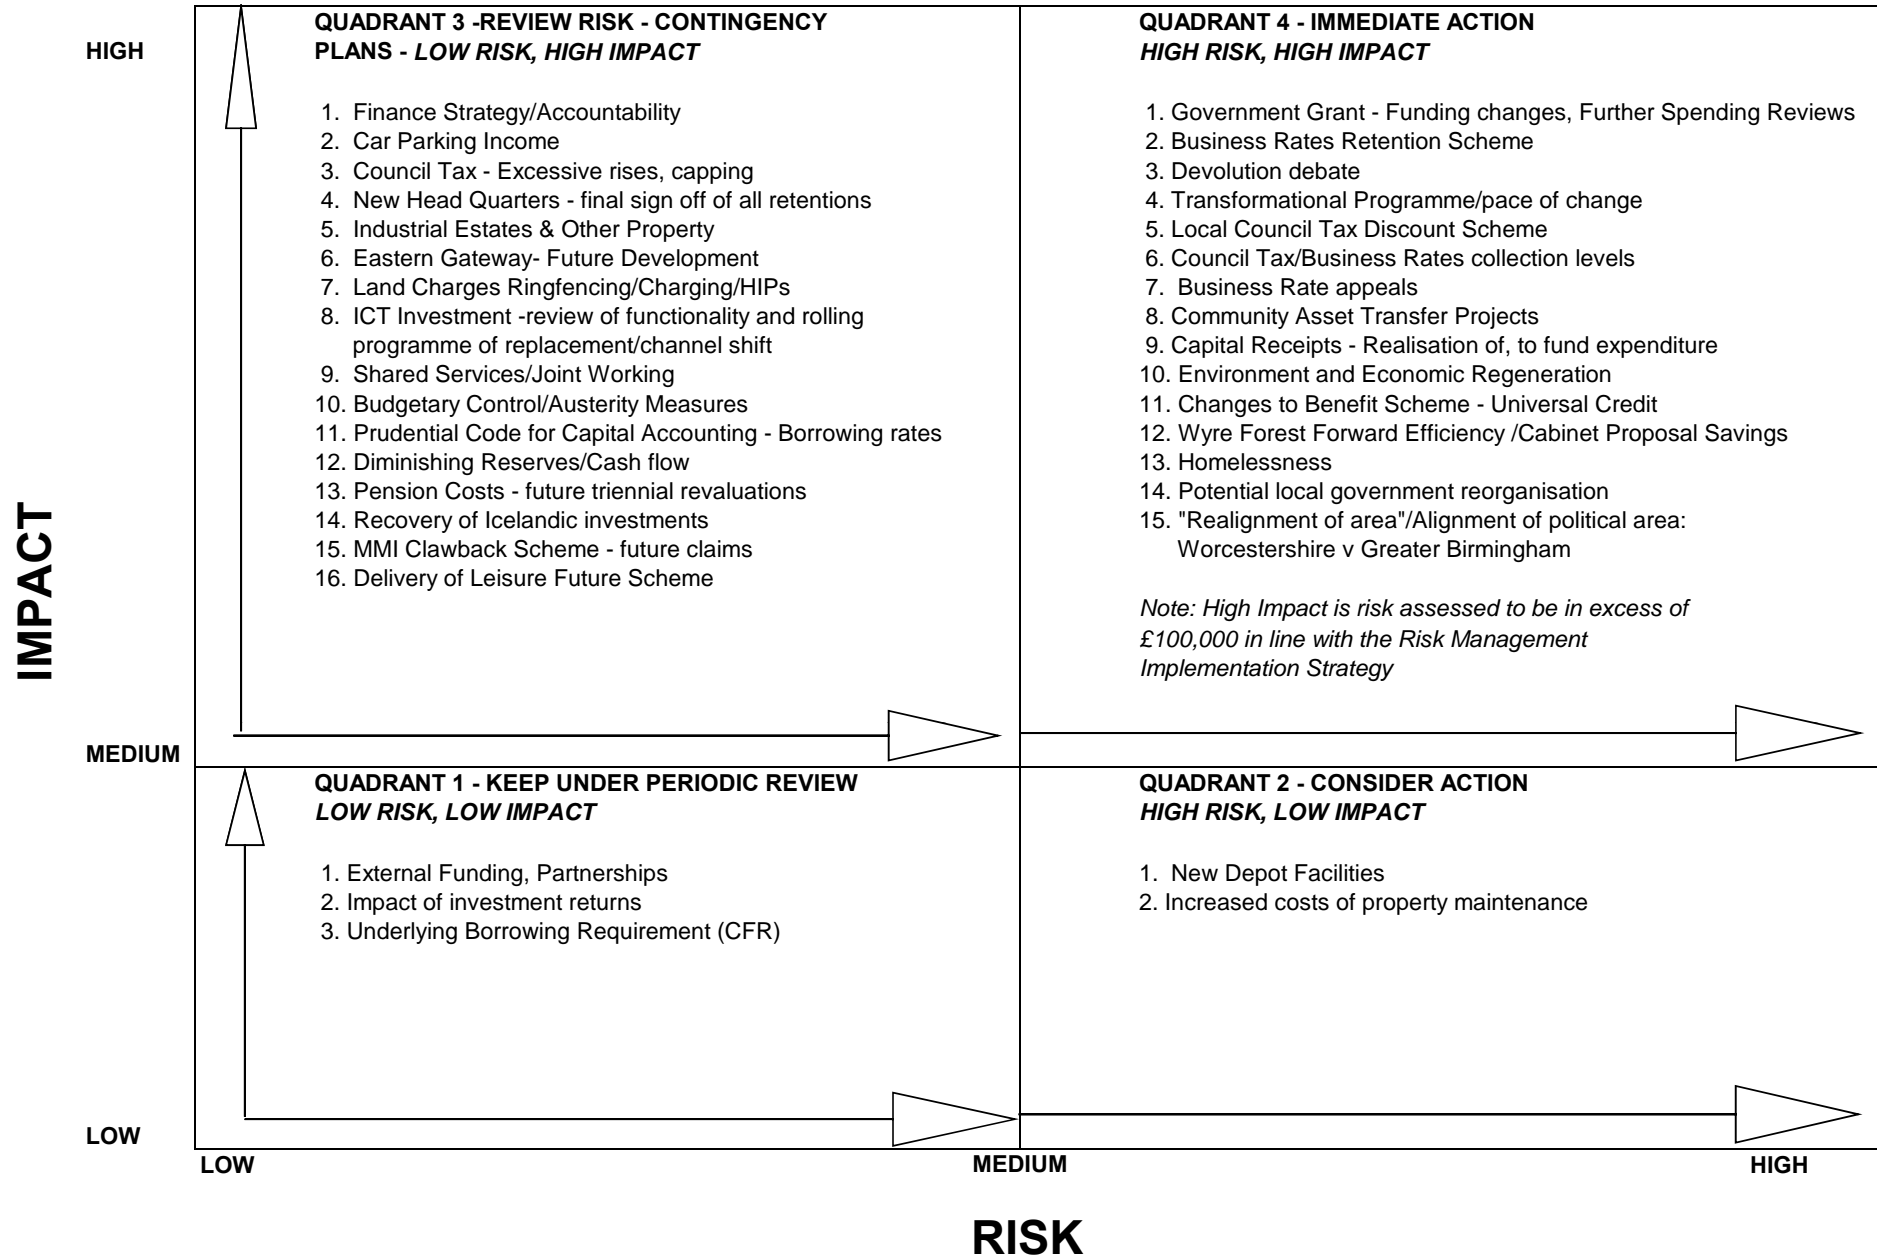 HIGH
QUADRANT 3 -REVIEW RISK - CONTINGENCY
PLANS - LOW RISK, HIGH IMPACT
1. Finance Strategy/Accountability
2. Car Parking Income
3. Council Tax - Excessive rises, capping
4. New Head Quarters - final sign off of all retentions
5. Industrial Estates & Other Property
6. Eastern Gateway- Future Development
7. Land Charges Ringfencing/Charging/HIPs
8. ICT Investment -review of functionality and rolling
programme of replacement/channel shift
9. Shared Services/Joint Working
10. Budgetary Control/Austerity Measures
11. Prudential Code for Capital Accounting - Borrowing rates
12. Diminishing Reserves/Cash flow
13. Pension Costs - future triennial revaluations
14. Recovery of Icelandic investments
15. MMI Clawback Scheme - future claims
16. Delivery of Leisure Future Scheme
QUADRANT 4 - IMMEDIATE ACTION
HIGH RISK, HIGH IMPACT
1. Government Grant - Funding changes, Further Spending Reviews
2. Business Rates Retention Scheme
3. Devolution debate
4. Transformational Programme/pace of change
5. Local Council Tax Discount Scheme
6. Council Tax/Business Rates collection levels
7. Business Rate appeals
8. Community Asset Transfer Projects
9. Capital Receipts - Realisation of, to fund expenditure
10. Environment and Economic Regeneration
11. Changes to Benefit Scheme - Universal Credit
12. Wyre Forest Forward Efficiency /Cabinet Proposal Savings
13. Homelessness
14. Potential local government reorganisation
15. "Realignment of area"/Alignment of political area:
Worcestershire v Greater Birmingham
Note: High Impact is risk assessed to be in excess of
£100,000 in line with the Risk Management
Implementation Strategy
IMPACT
MEDIUM
QUADRANT 1 - KEEP UNDER PERIODIC REVIEW
LOW RISK, LOW IMPACT
1. External Funding, Partnerships
2. Impact of investment returns
3. Underlying Borrowing Requirement (CFR)
QUADRANT 2 - CONSIDER ACTION
HIGH RISK, LOW IMPACT
1. New Depot Facilities
2. Increased costs of property maintenance
LOW
LOW
MEDIUM
HIGH
RISK